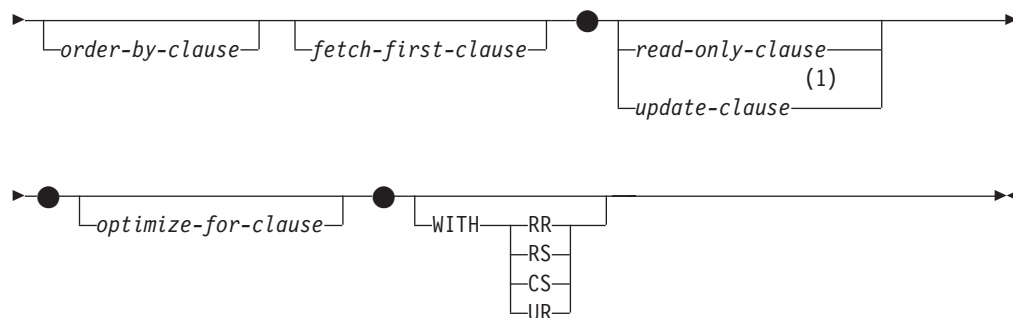 order-by-clause fetch-first-clause read-only-clause
(1)
update-clause
optimize-for-clause WITH RR
RS
CS
UR